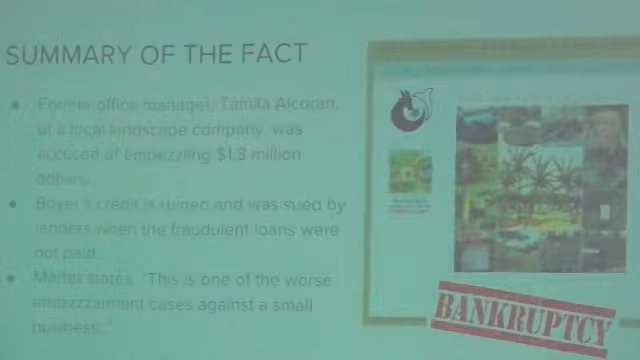 SUMMARY OF THE FACT
• Former office manager, Tamila Alcoran,
at a local landscape company, was
accused of embezzling $1.3 million
dollars.
• Boyer's credit is ruined and was sued by
lenders when the fraudulent loans were
not paid.
• states, "This is one of the worse
embezzlement cases against a small
business."
BANKRUPTCY